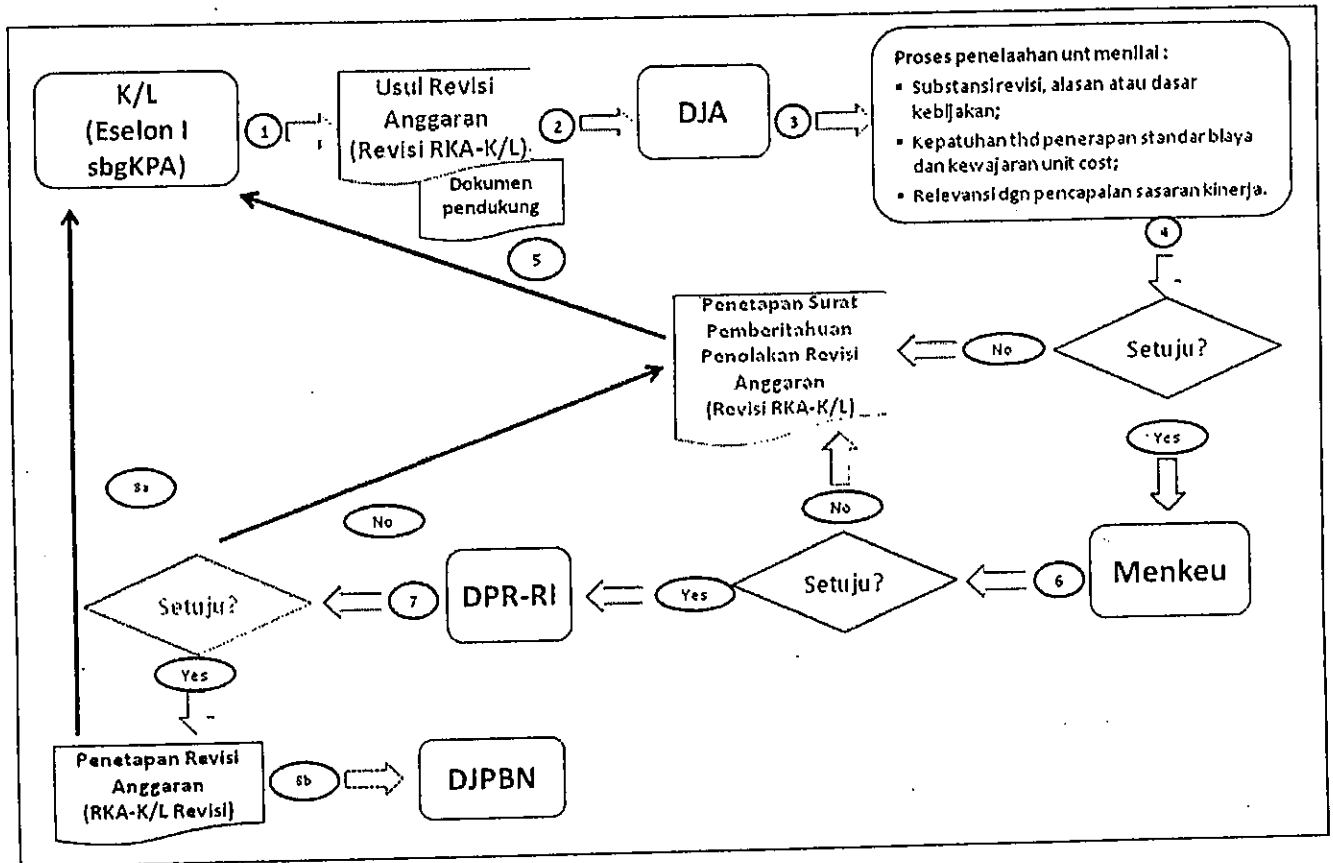 K/L
(Eselon I
sbgKPA)
1
Usul Revisi
Anggaran
(Revisi RKA-K/L)
Dokumen
pendukung
2
DJA
3
Proses penelaahan unt menilai :
▪ Substansi revisi, alasan atau dasar
kebijakan;
▪ Kepatuhan thd penerapan standar biaya
dan kewajaran unit cost;
▪ Relevansi dgn pencapaian sasaran kinerja.
4
5
Penetapan Surat
Pemberitahuan
Penolakan Revisi
Anggaran
(Revisi RKA-K/L)
No
Setuju?
Yes
8a
No
No
Setuju?
7
DPR-RI
Yes
Setuju?
6
Menkeu
Yes
Penetapan Revisi
Anggaran
(RKA-K/L Revisi)
8b
DJPBN